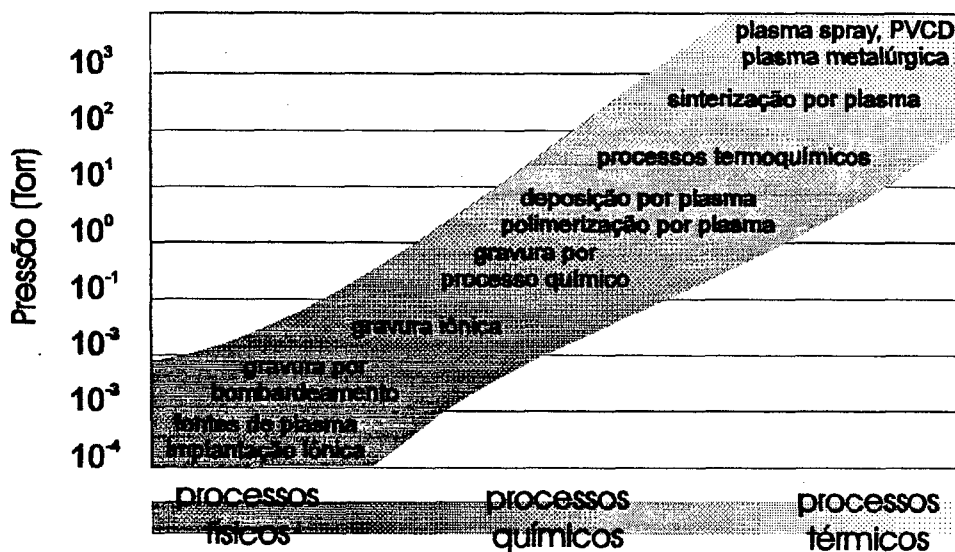 plasma spray, PVCD
plasma metalúrgica
10³
sinterização por plasma
10²
processos termoquímicos
10¹
deposição por plasma
10⁰
polimerização por plasma
gravura por
processo químico
10⁻¹
gravura iônica
10⁻²
gravura por
bombardeamento
10⁻³
fontes de plasma
implantação iônica
10⁻⁴
Pressão (Torr)
processos
físicos
processos
químicos
processos
térmicos